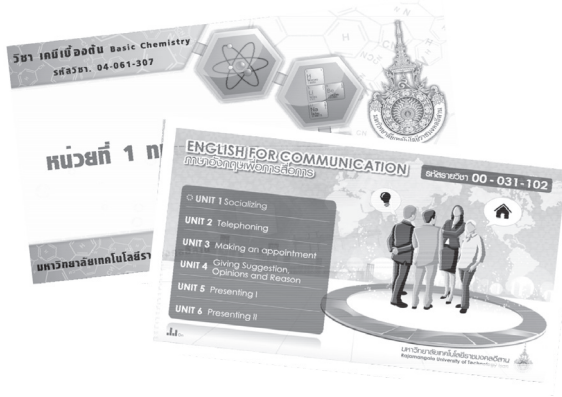 วิชา เคมีเบื้องต้น Basic Chemistry
รหัสวิชา. 04-061-307
หน่วยที่ 1
มหาวิทยาลัยเทคโนโลยีรา
ENGLISH FOR COMMUNICATION
ภาษาอังกฤษเพื่อการสื่อสาร
รหัสรายวิชา 00 - 031 - 102
UNIT 1 Socializing
UNIT 2 Telephoning
UNIT 3 Making an appointment
UNIT 4 Giving Suggestion,
Opinions and Reason
UNIT 5 Presenting I
UNIT 6 Presenting II
มหาวิทยาลัยเทคโนโลยีราชมงคลอีสาน
Rajamangala University of Technology